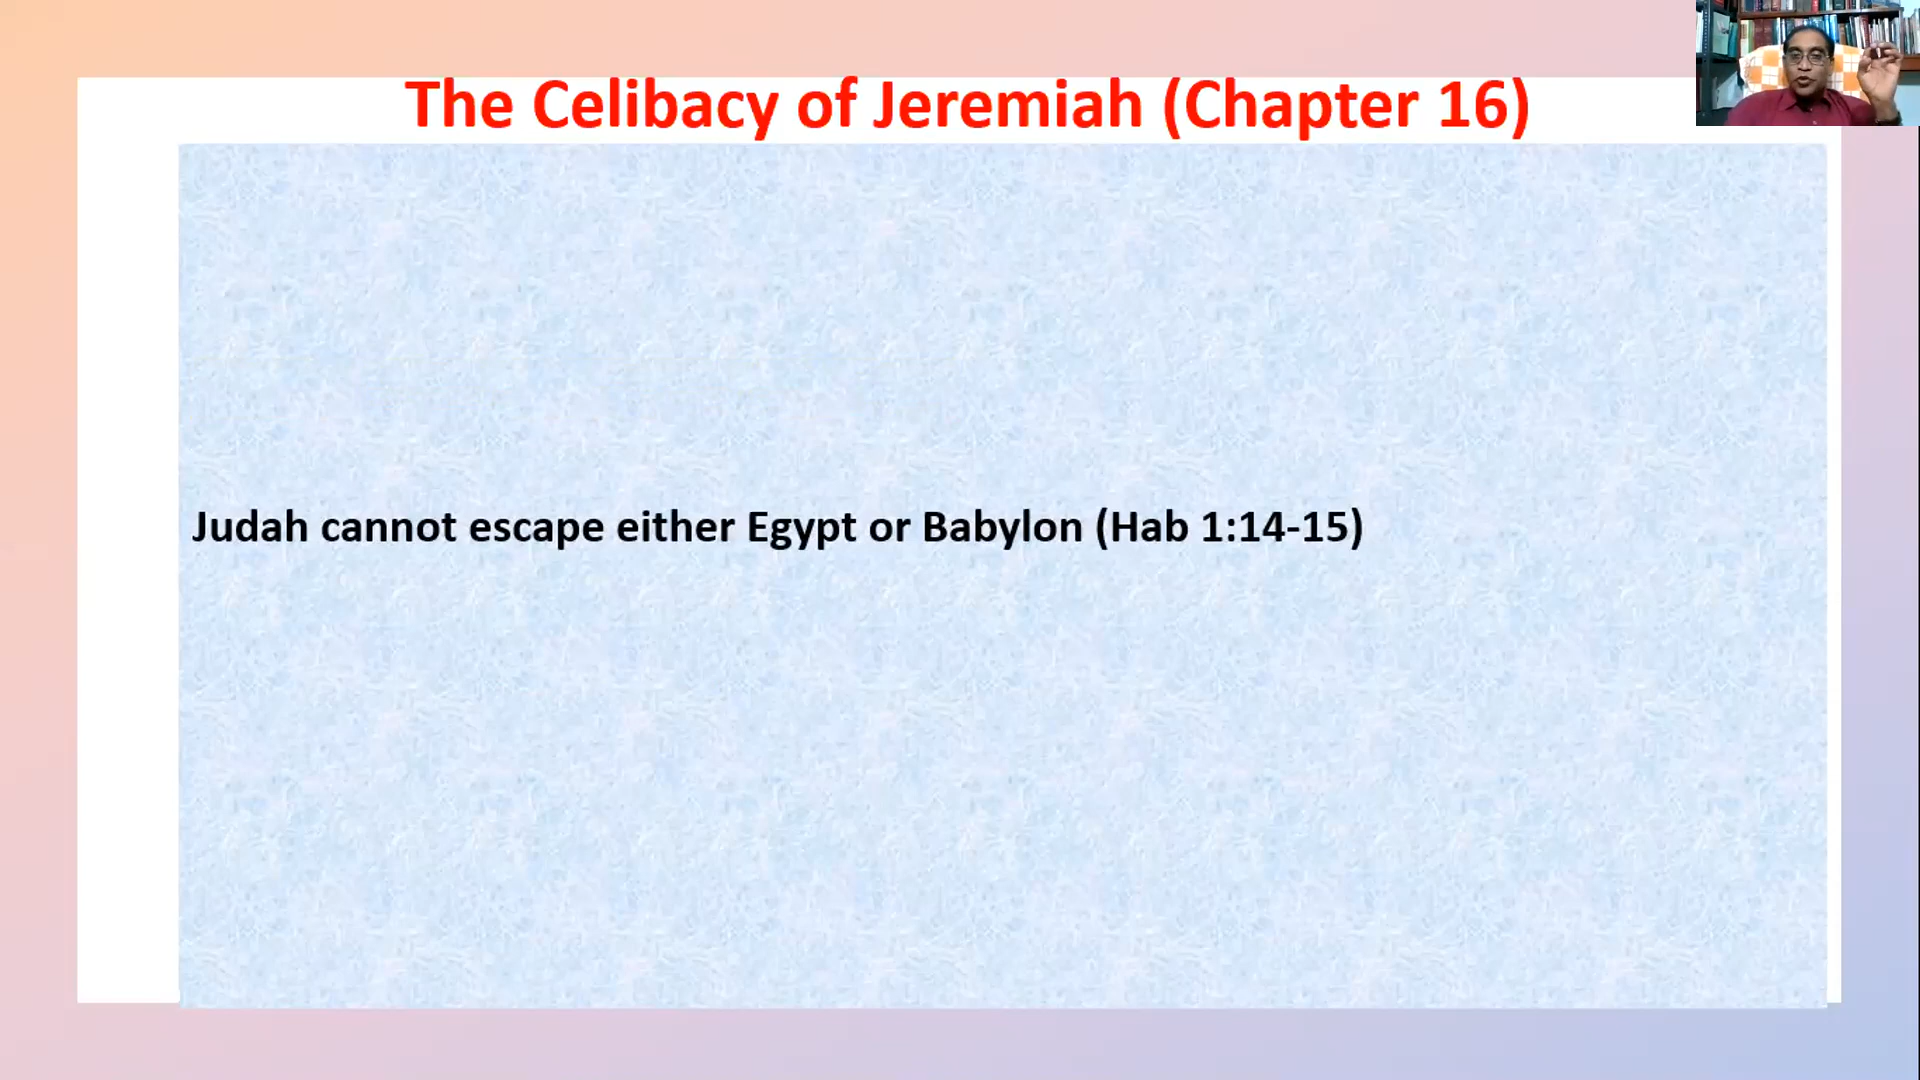 The Celibacy of Jeremiah (Chapter 16)
Judah cannot escape either Egypt or Babylon (Hab 1:14-15)